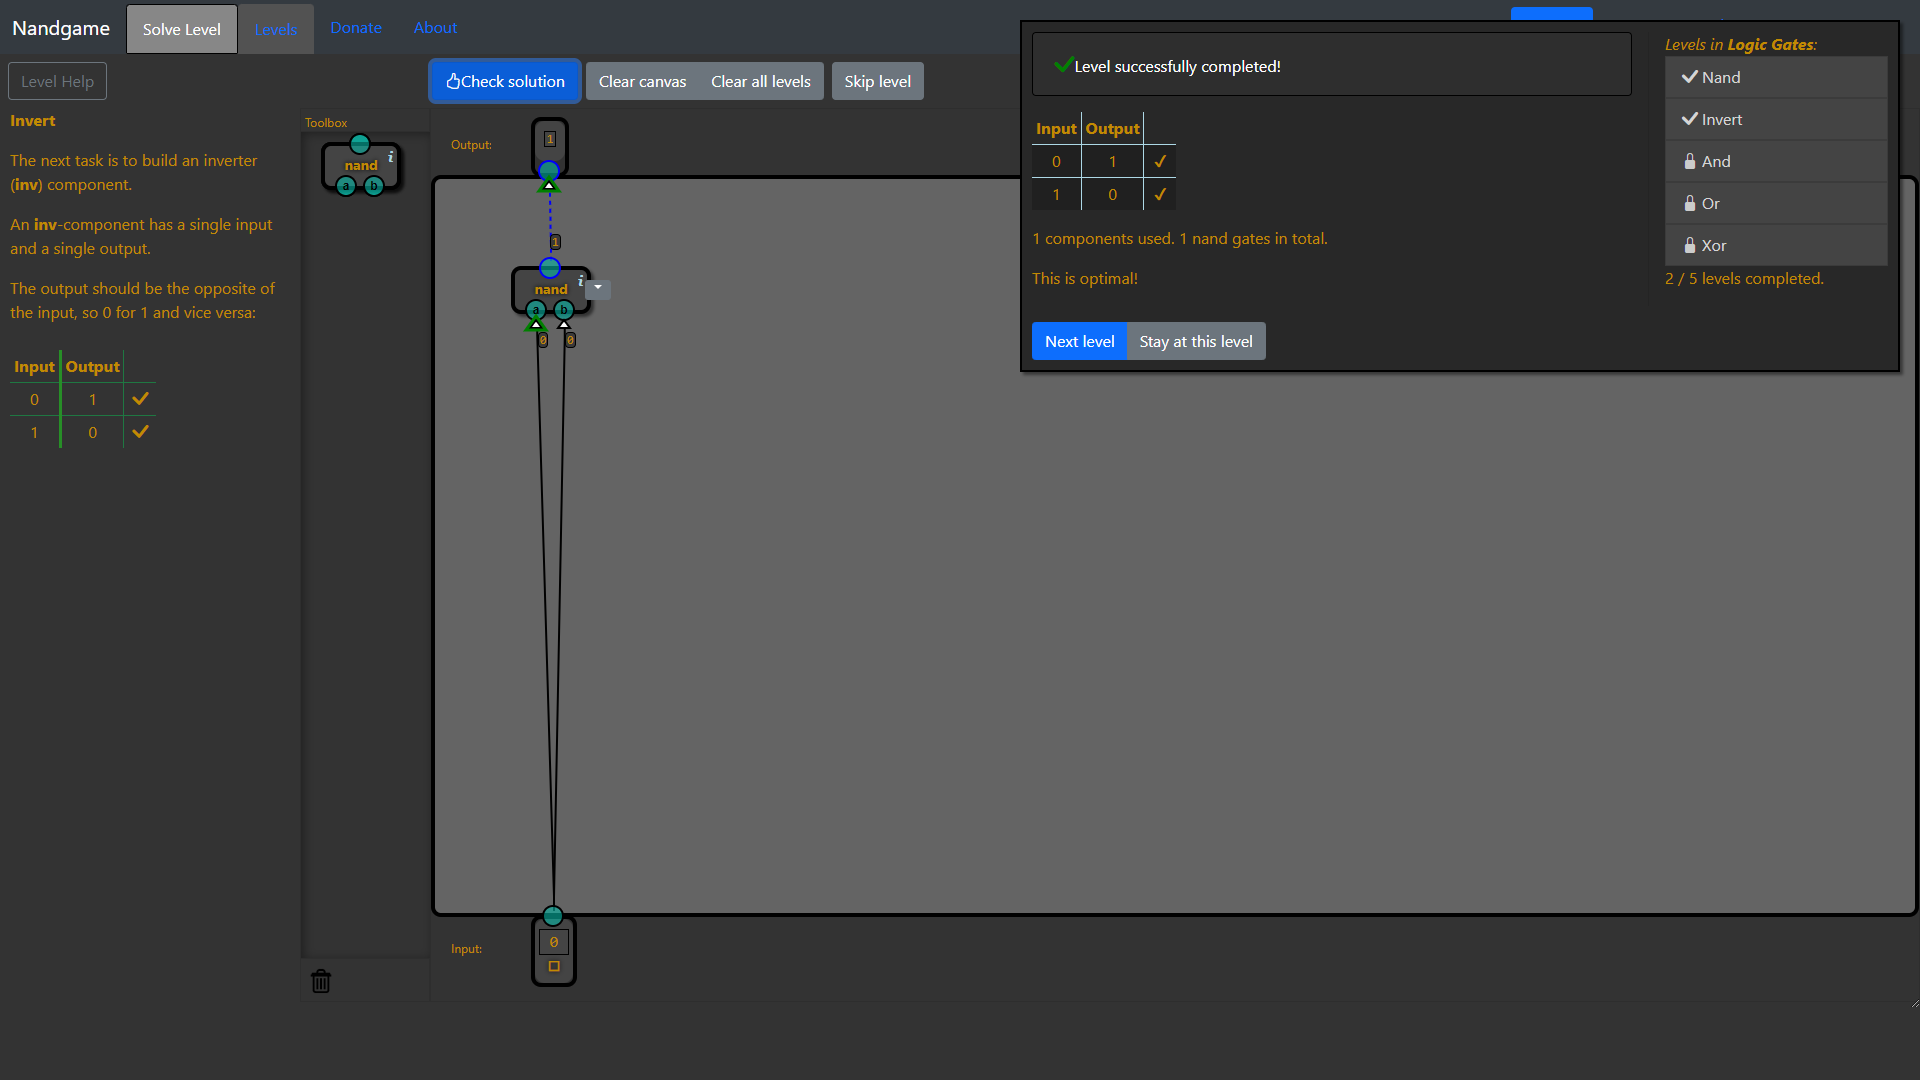 Nandgame
Solve Level
Levels
Donate
About
Level Help
Check solution
Clear canvas
Clear all levels
Skip level
Invert
The next task is to build an inverter
(inv) component.
An inv-component has a single input
and a single output.
The output should be the opposite of
the input, so 0 for 1 and vice versa:
Input Output
0 1
1 0
Toolbox
nand
i
a b
Output:
1
1
nand
i
a b
0 0
Input:
0
Level successfully completed!
Input Output
0 1
1 0
1 components used. 1 nand gates in total.
This is optimal!
Next level
Stay at this level
Levels in Logic Gates:
Nand
Invert
And
Or
Xor
2 / 5 levels completed.